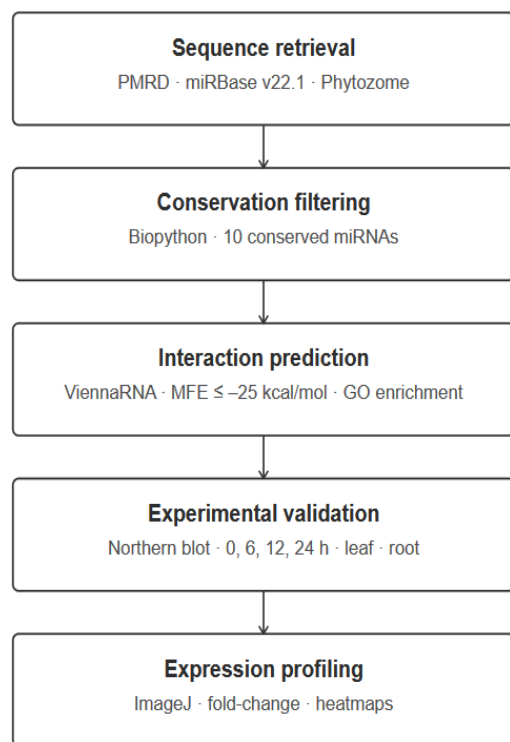 Sequence retrieval
PMRD · miRBase v22.1 · Phytozome
Conservation filtering
Biopython · 10 conserved miRNAs
Interaction prediction
ViennaRNA · MFE ≤ –25 kcal/mol · GO enrichment
Experimental validation
Northern blot · 0, 6, 12, 24 h · leaf · root
Expression profiling
ImageJ · fold-change · heatmaps